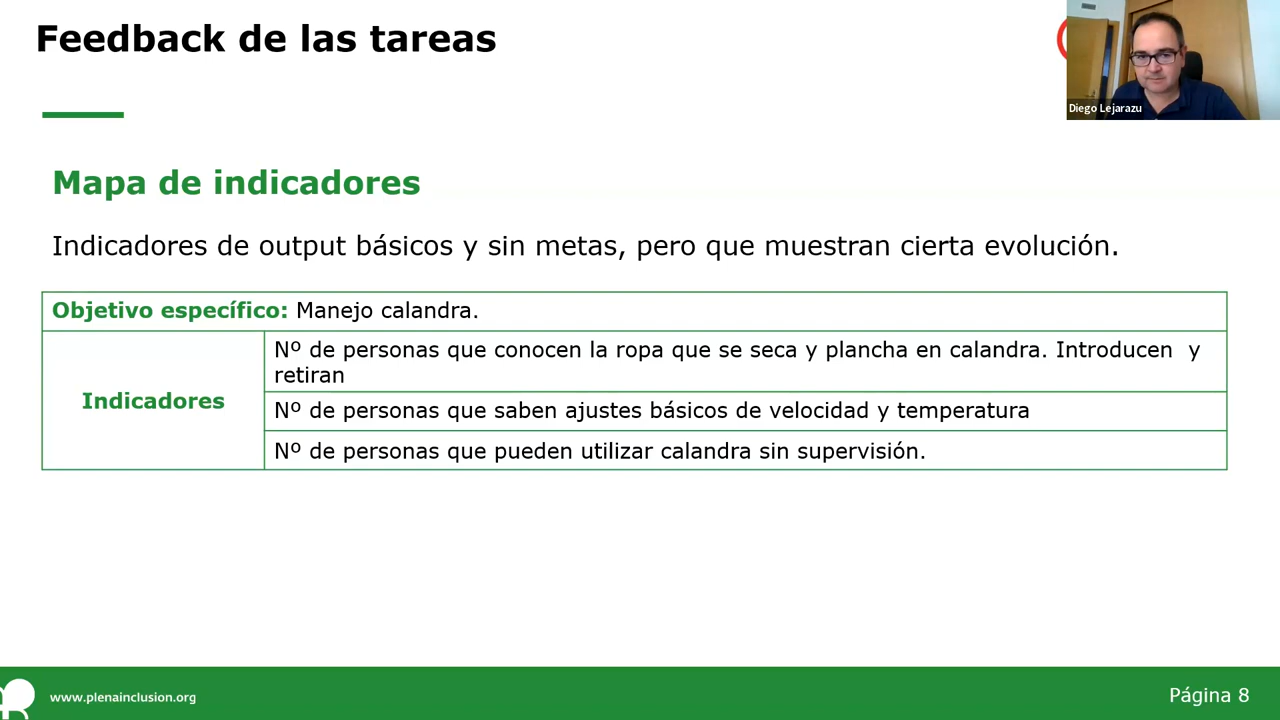 Feedback de las tareas
Diego Lejarazu
Mapa de indicadores
Indicadores de output básicos y sin metas, pero que muestran cierta evolución.
Objetivo específico: Manejo calandra.
Indicadores
Nº de personas que conocen la ropa que se seca y plancha en calandra. Introducen y
retiran
Nº de personas que saben ajustes básicos de velocidad y temperatura
Nº de personas que pueden utilizar calandra sin supervisión.
www.plenainclusion.org
Página 8